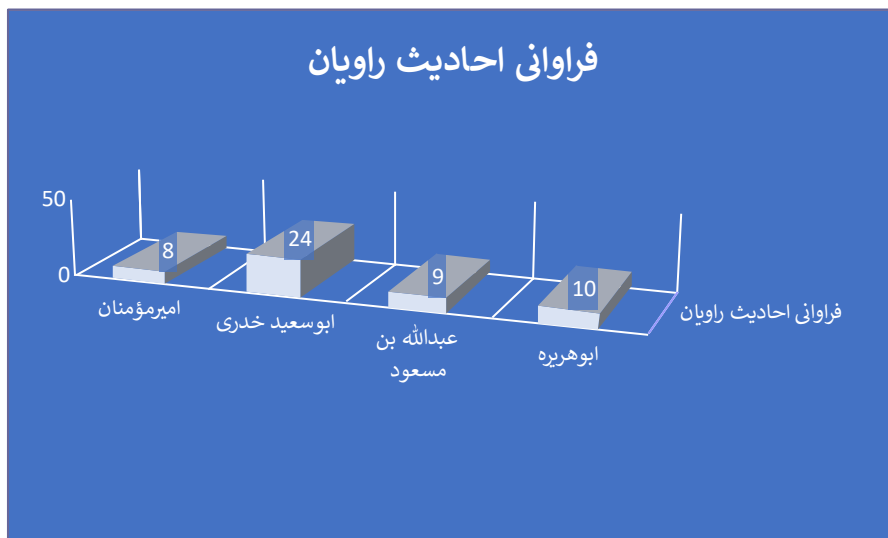 فراوانی احادیث راویان
50
0
8
24
9
10
امیرمؤمنان
ابوسعید خدری
عبدالله بن
مسعود
ابوهریره
فراوانی احادیث راویان